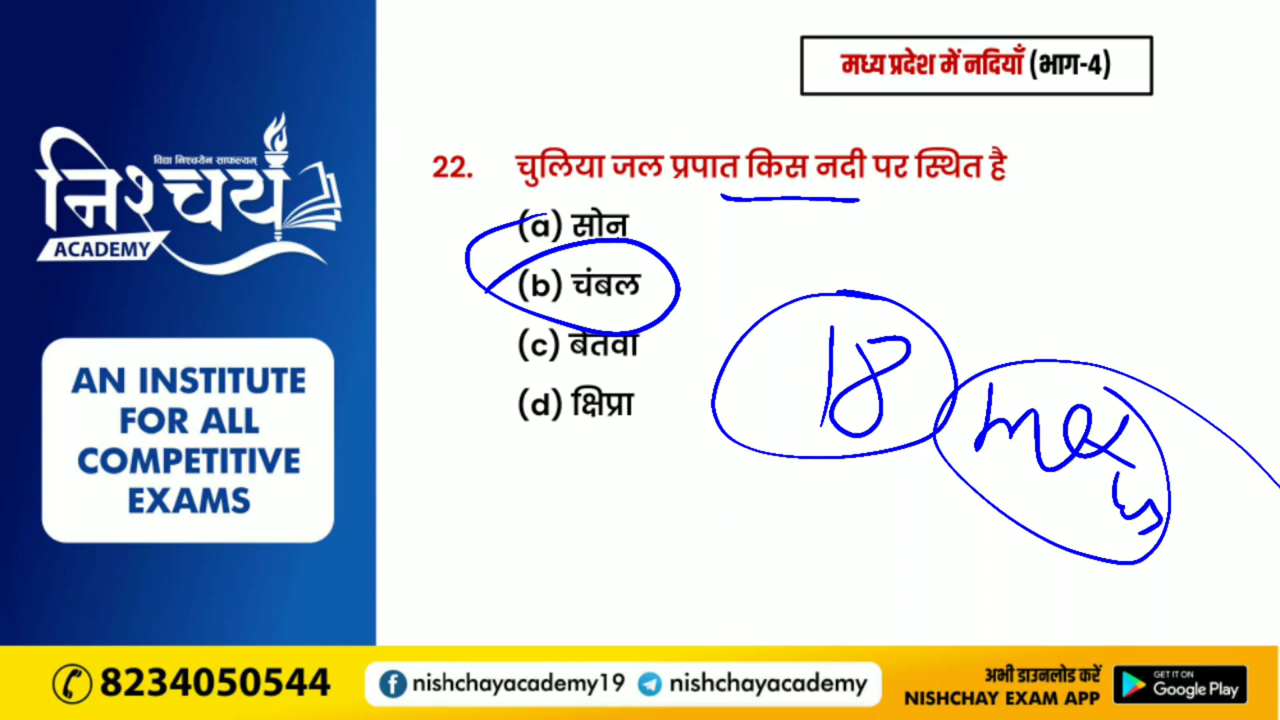 मध्य प्रदेश में नदियाँ (भाग-4)
विद्या निश्चयेन साफल्यम्
निश्चय
ACADEMY
AN INSTITUTE
FOR ALL
COMPETITIVE
EXAMS
22. चुलिया जल प्रपात किस नदी पर स्थित है
(a) सोन
(b) चंबल
(c) बेतवा
(d) क्षिप्रा
18
8234050544
nishchayacademy19 nishchayacademy
अभी डाउनलोड करें
NISHCHAY EXAM APP
GET IT ON
Google Play